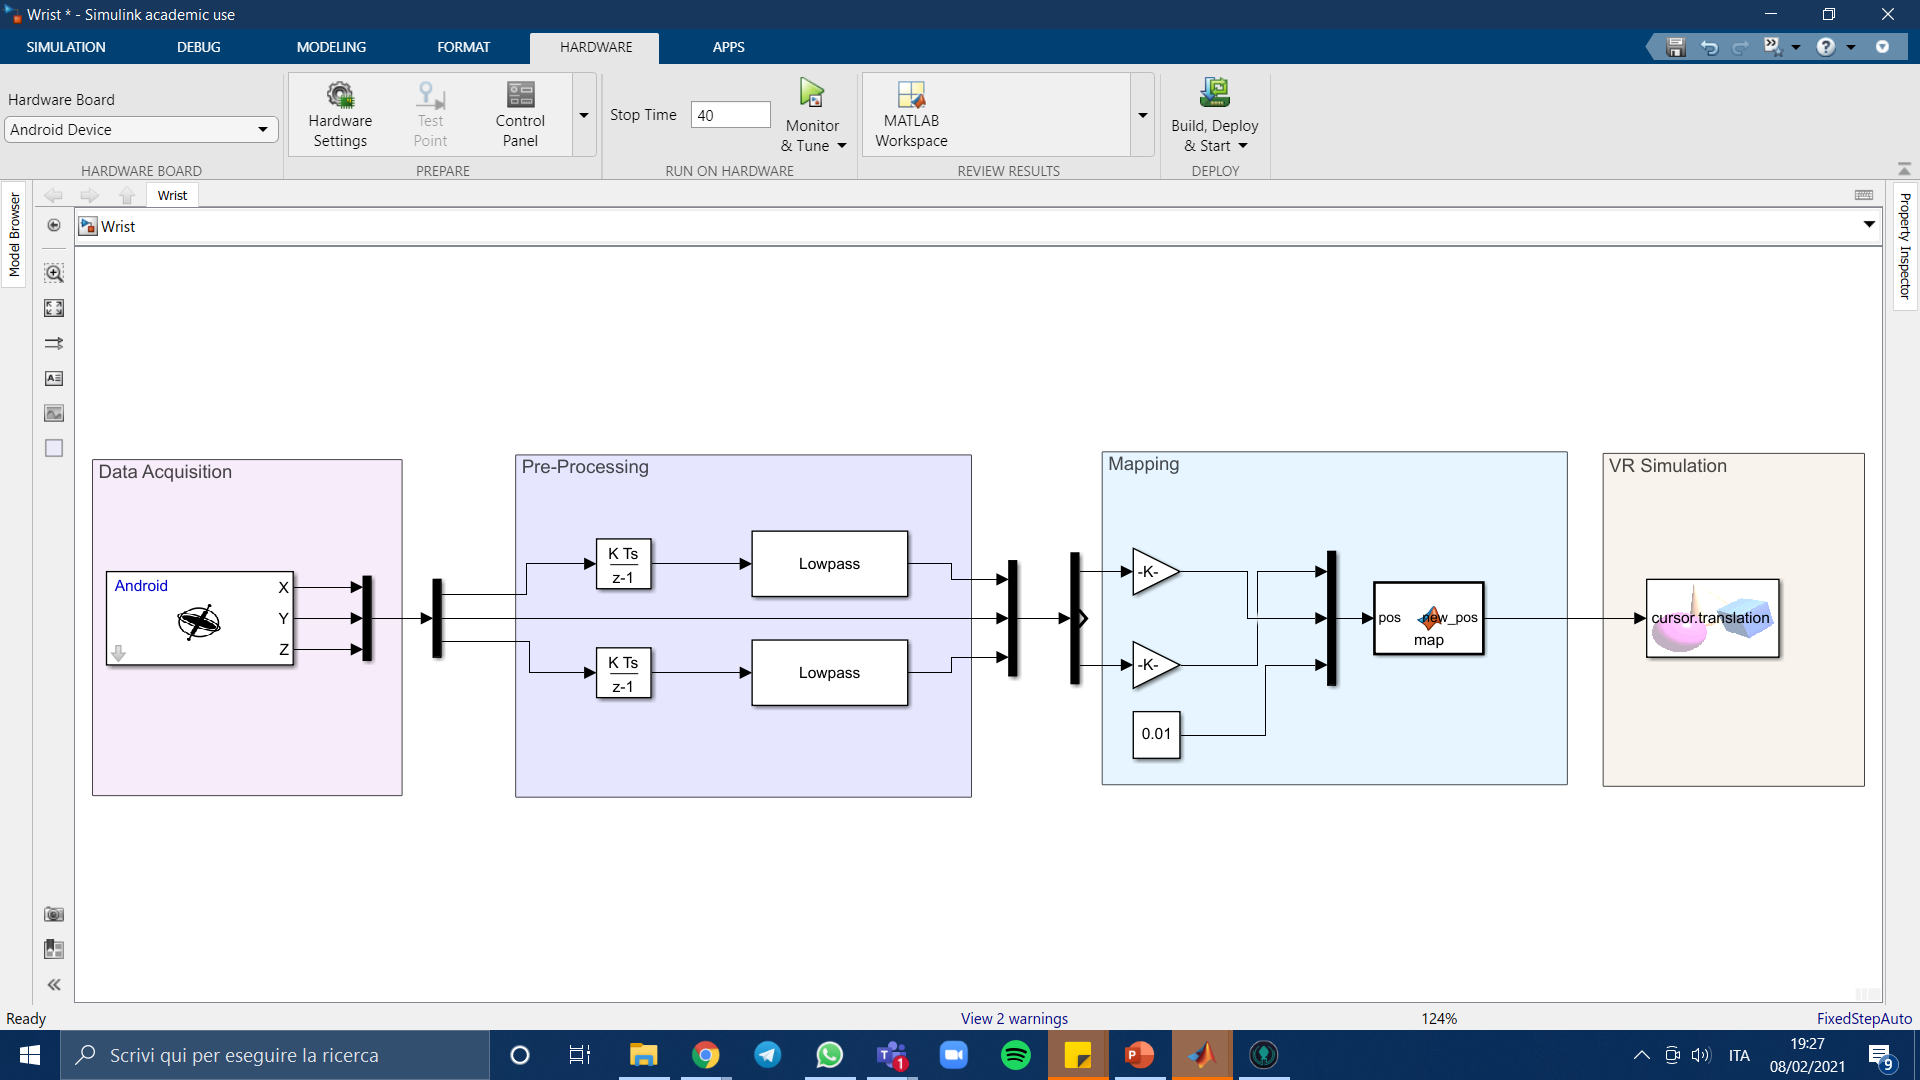 Wrist * - Simulink academic use
SIMULATION DEBUG MODELING FORMAT HARDWARE APPS
Hardware Board
Android Device
HARDWARE BOARD
Hardware Settings
Test Point
Control Panel
PREPARE
Stop Time 40
Monitor & Tune
RUN ON HARDWARE
MATLAB Workspace
REVIEW RESULTS
Build, Deploy & Start
DEPLOY
Model Browser
Wrist
Wrist
Property Inspector
Data Acquisition
Android
X
Y
Z
Pre-Processing
K Ts
z-1
Lowpass
K Ts
z-1
Lowpass
Mapping
-K-
-K-
0.01
pos new_pos
map
VR Simulation
cursor.translation
Ready
View 2 warnings
124%
FixedStepAuto
Scrivi qui per eseguire la ricerca
1
ITA
19:27
08/02/2021
9